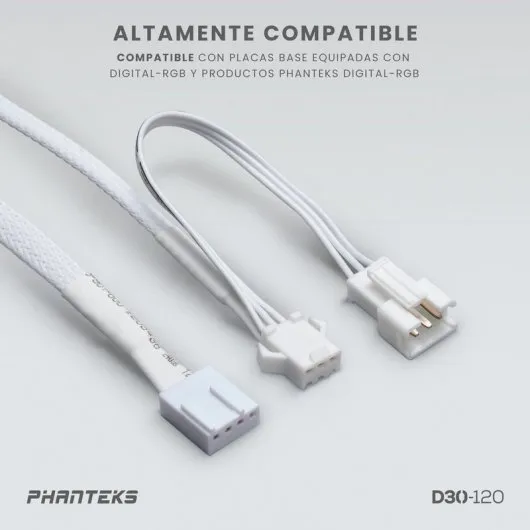 ALTAMENTE COMPATIBLE
COMPATIBLE CON PLACAS BASE EQUIPADAS CON
DIGITAL-RGB Y PRODUCTOS PHANTEKS DIGITAL-RGB
PHANTEKS
D30-120